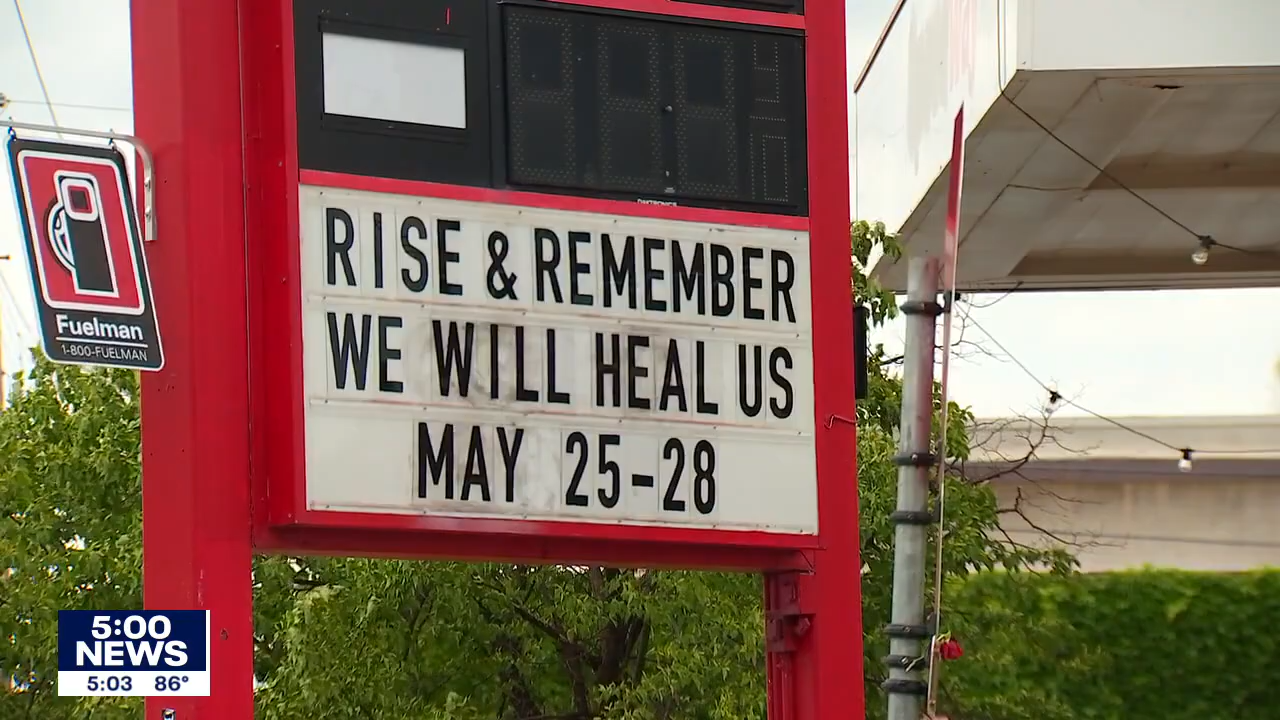 DAKTRONICS
RISE & REMEMBER
WE WILL HEAL US
MAY 25-28
Fuelman
1-800-FUELMAN
5:00
NEWS
5:03 86°